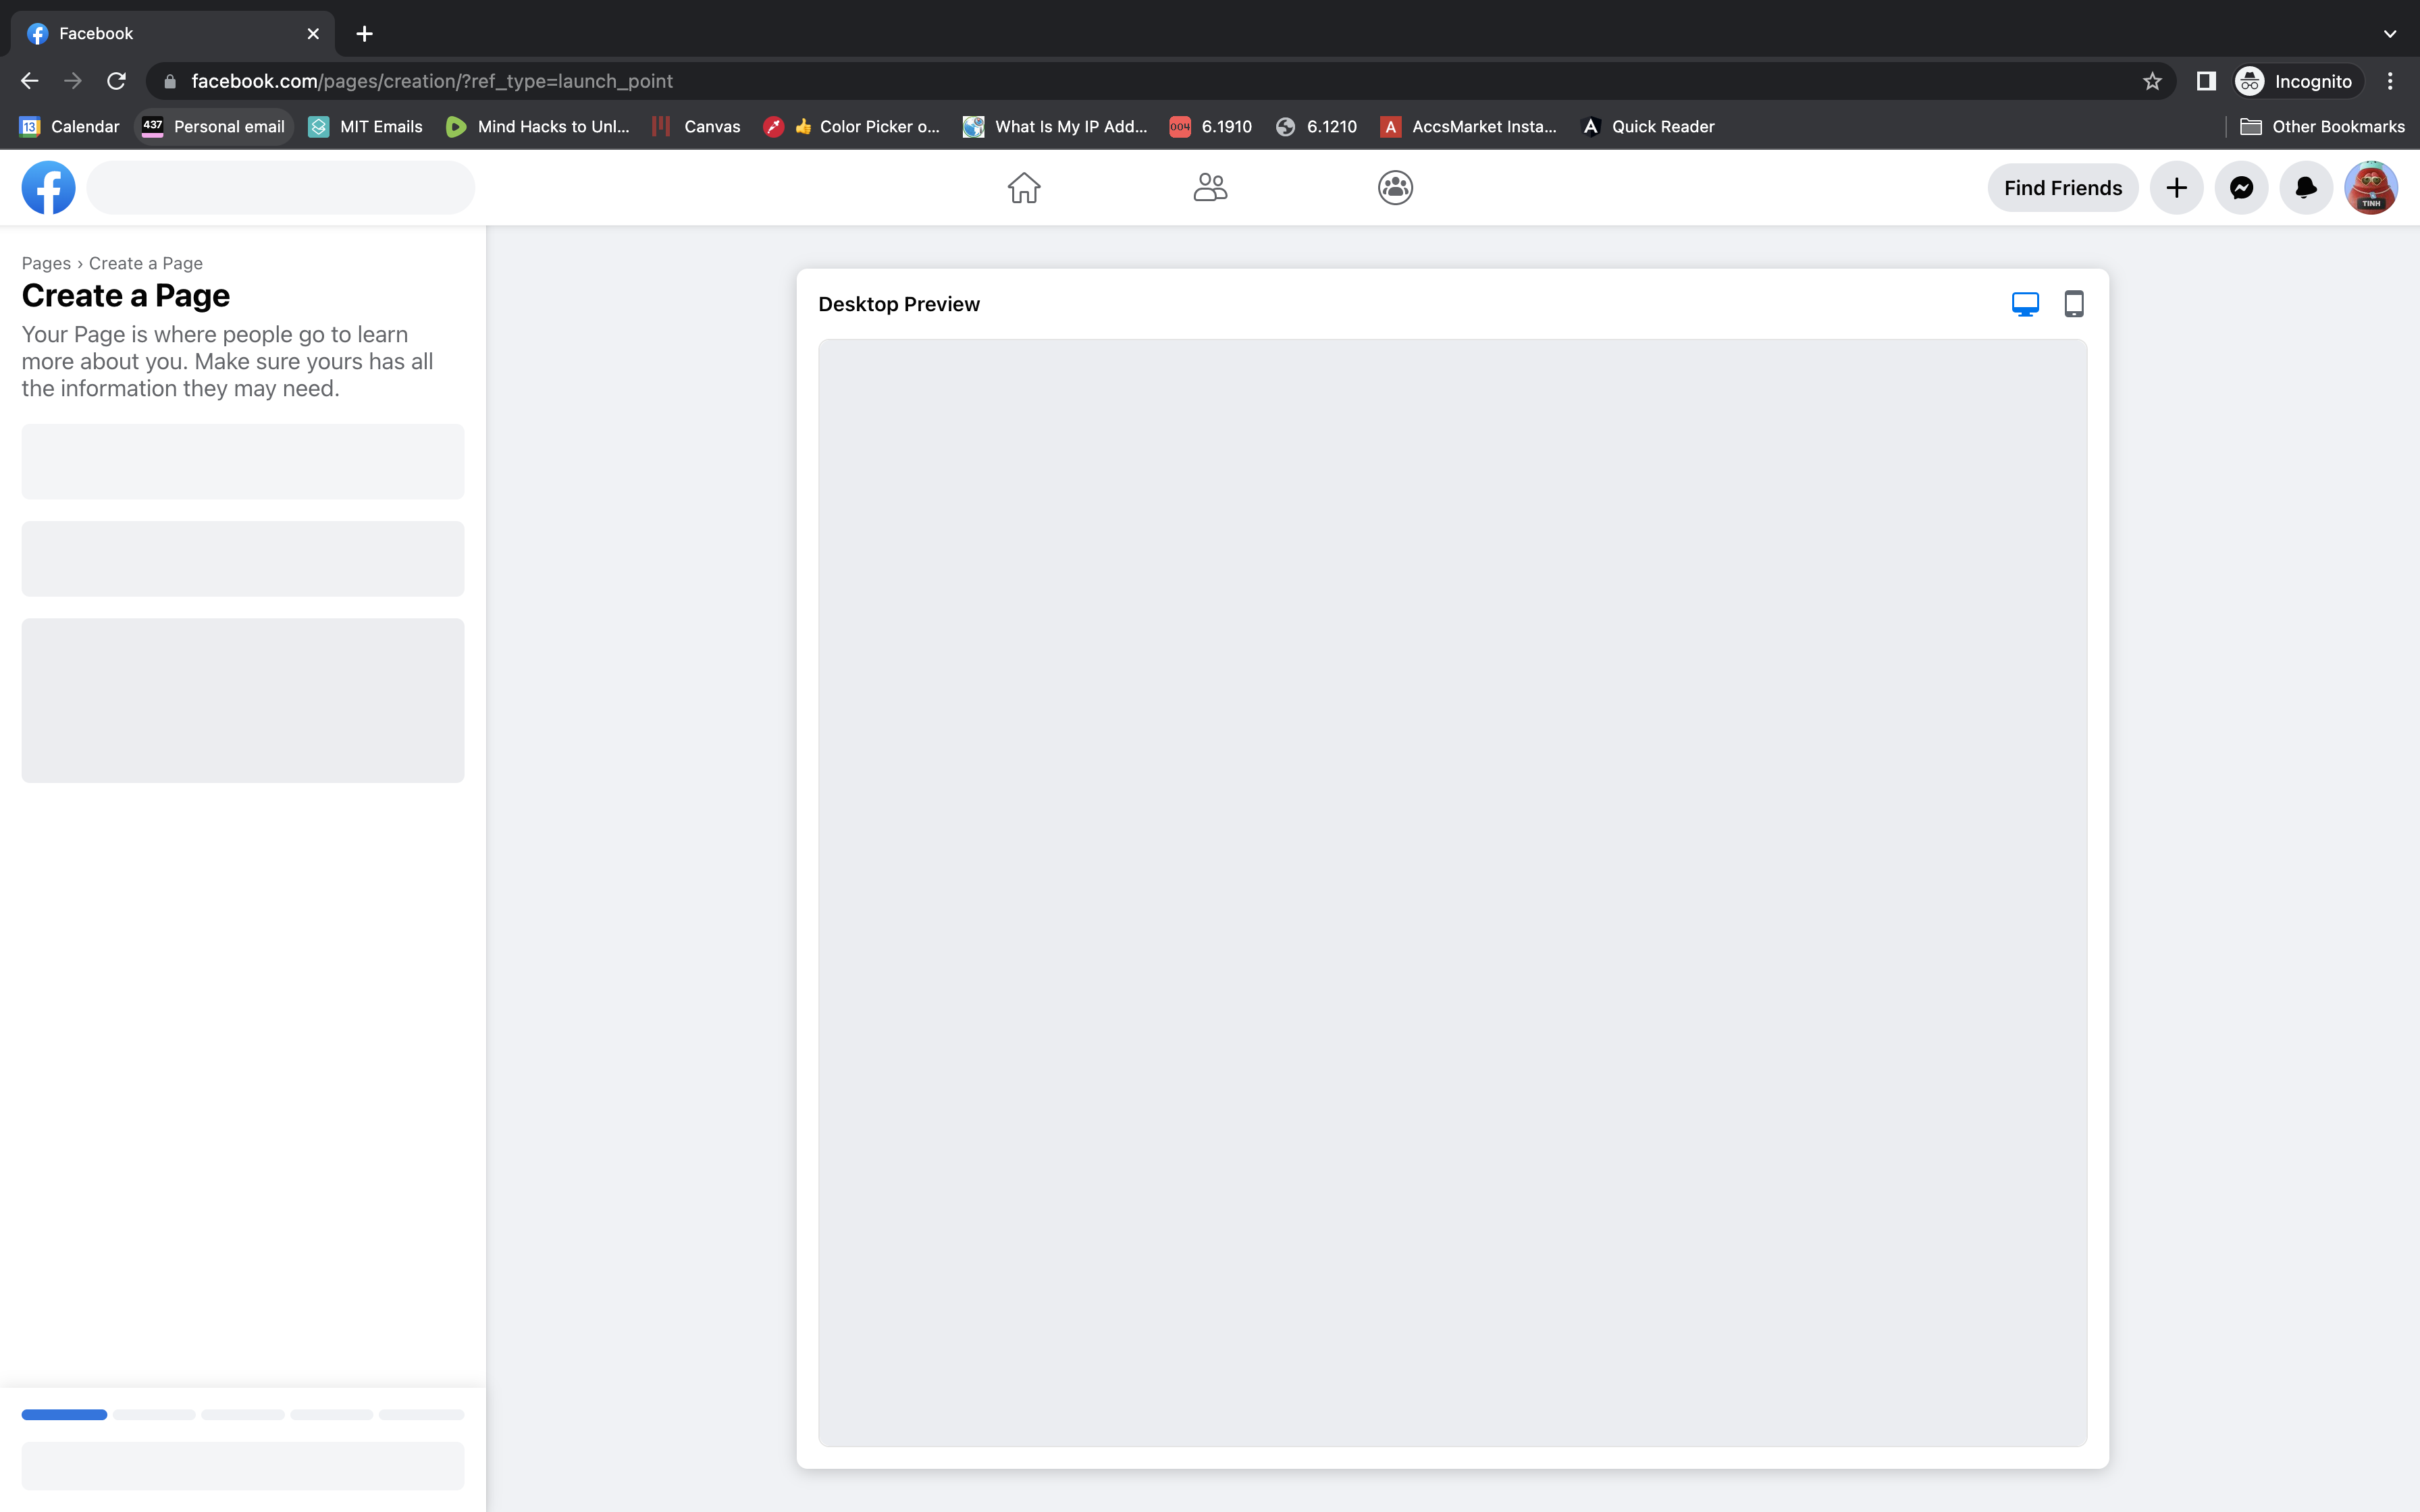 Facebook
facebook.com/pages/creation/?ref_type=launch_point
Incognito
13 Calendar
437 Personal email
MIT Emails
Mind Hacks to Unl...
Canvas
👍 Color Picker o...
What Is My IP Add...
004 6.1910
6.1210
A AccsMarket Insta...
Quick Reader
Other Bookmarks
Find Friends
TINH
Pages › Create a Page
Create a Page
Your Page is where people go to learn
more about you. Make sure yours has all
the information they may need.
Desktop Preview